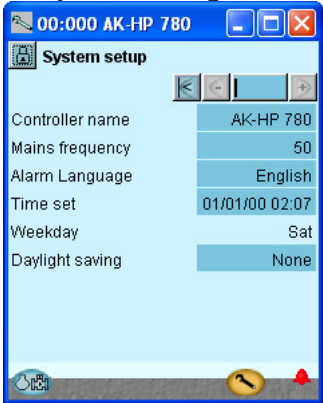 00:000 AK-HP 780
System setup
Controller name AK-HP 780
Mains frequency 50
Alarm Language English
Time set 01/01/00 02:07
Weekday Sat
Daylight saving None